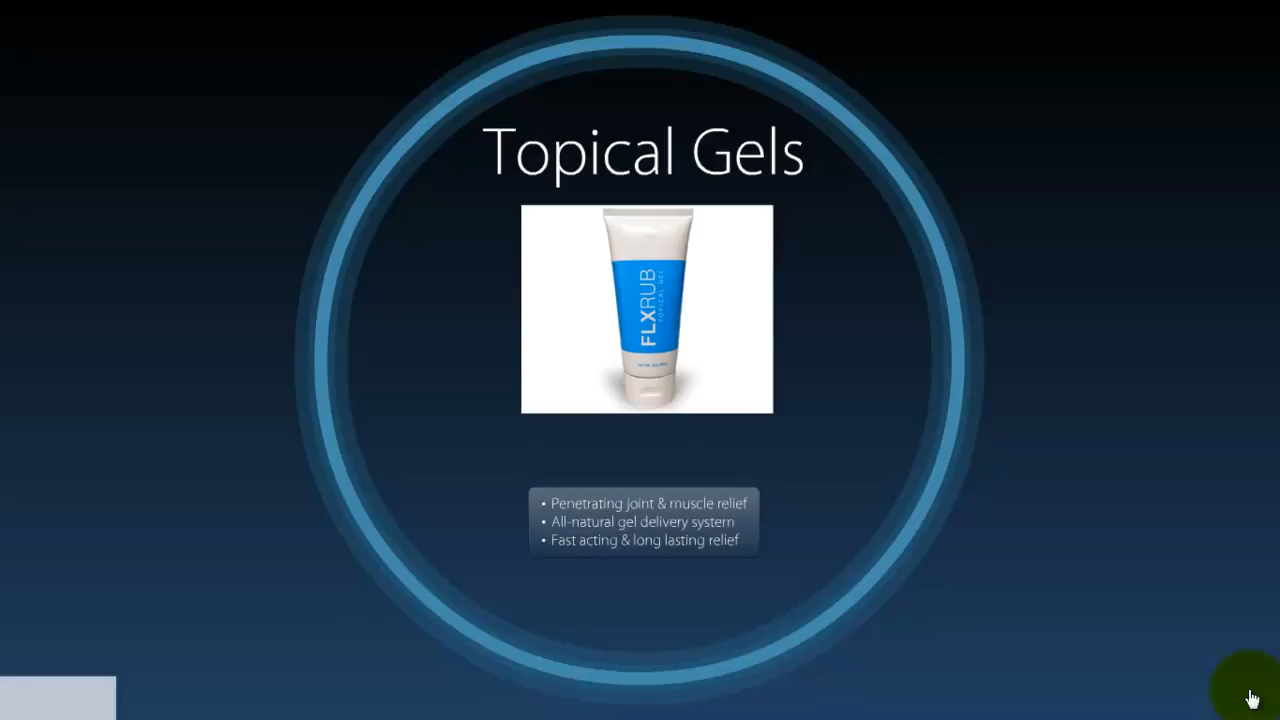 Topical Gels
FLXRUB
TOPICAL GEL
• Penetrating joint & muscle relief
• All-natural gel delivery system
• Fast acting & long lasting relief